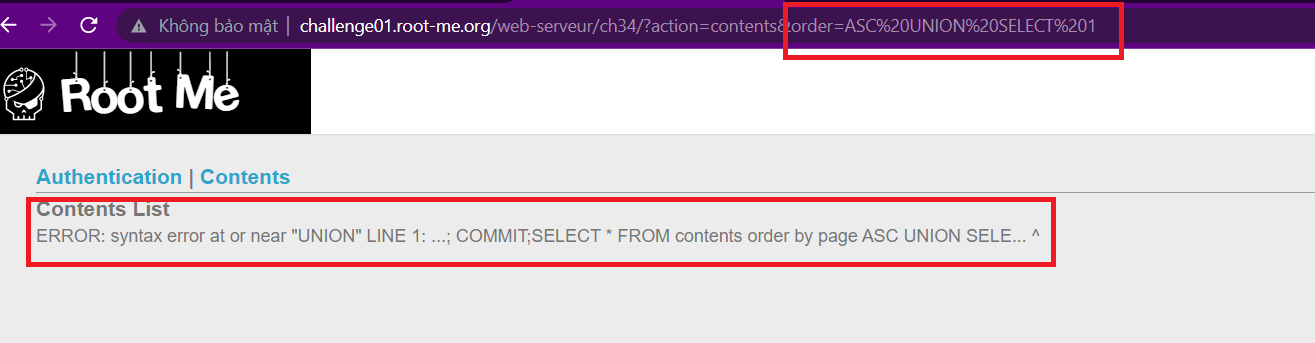 Không bảo mật | challenge01.root-me.org/web-serveur/ch34/?action=contents&order=ASC%20UNION%20SELECT%201
Root Me
Authentication | Contents
Contents List
ERROR: syntax error at or near "UNION" LINE 1: ...; COMMIT;SELECT * FROM contents order by page ASC UNION SELE... ^